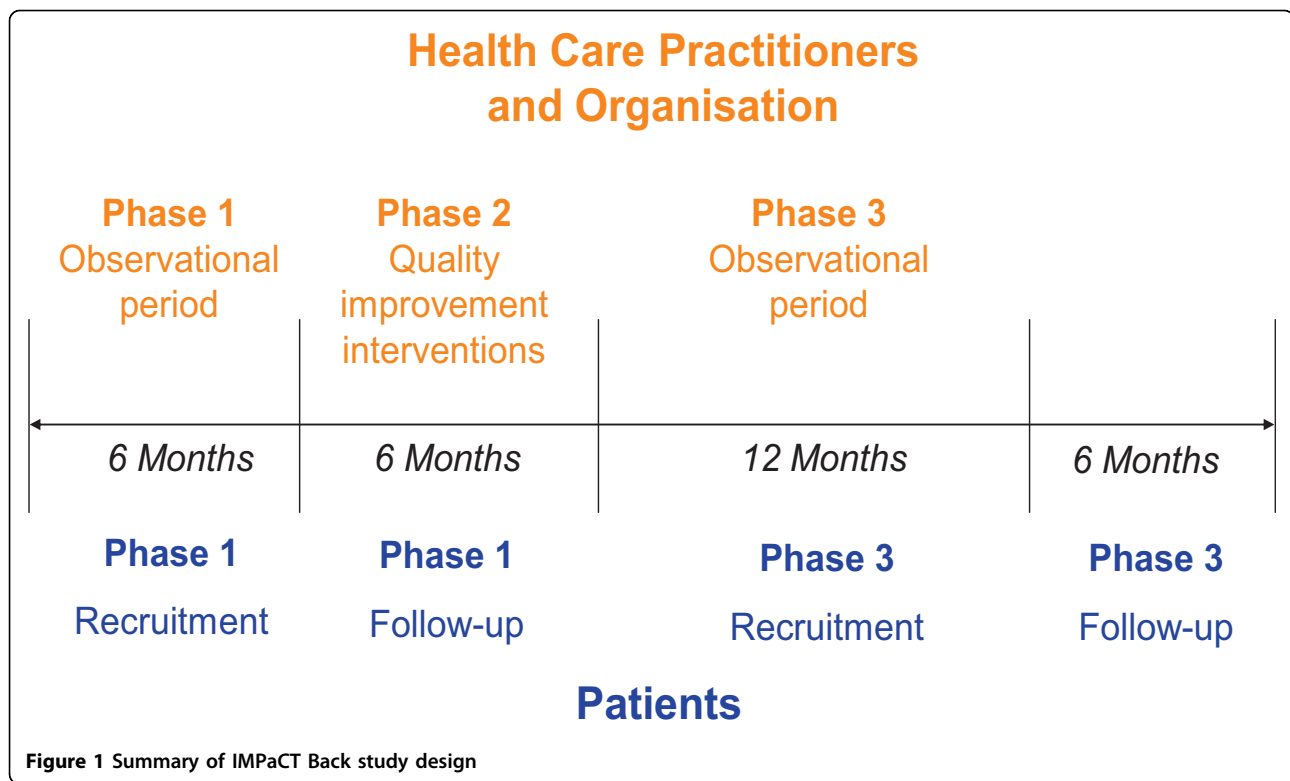 Health Care Practitioners
and Organisation
Phase 1
Observational
period
Phase 2
Quality
improvement
interventions
Phase 3
Observational
period
6 Months
6 Months
12 Months
6 Months
Phase 1
Recruitment
Phase 1
Follow-up
Phase 3
Recruitment
Phase 3
Follow-up
Patients
Figure 1 Summary of IMPaCT Back study design